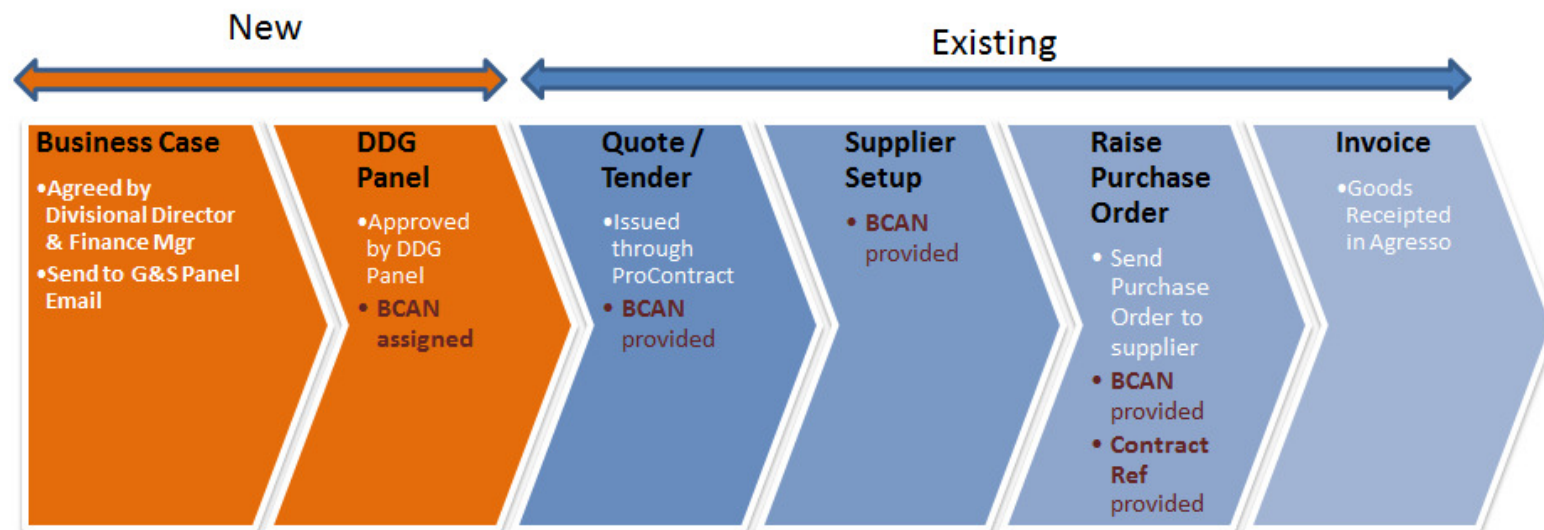 New
Existing
Business Case
•Agreed by
Divisional Director
& Finance Mgr
•Send to G&S Panel
Email
DDG
Panel
•Approved
by DDG
Panel
• BCAN
assigned
Quote /
Tender
•Issued
through
ProContract
• BCAN
provided
Supplier
Setup
• BCAN
provided
Raise
Purchase
Order
• Send
Purchase
Order to
supplier
• BCAN
provided
• Contract
Ref
provided
Invoice
•Goods
Receipted
in Agresso